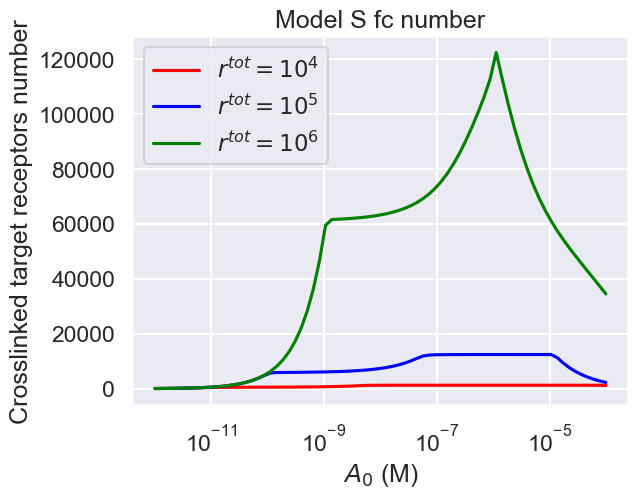 Model S fc number
Crosslinked target receptors number
120000
100000
80000
60000
40000
20000
0
r^{tot} = 10^4
r^{tot} = 10^5
r^{tot} = 10^6
10^{-11} 10^{-9} 10^{-7} 10^{-5}
A_0 (M)